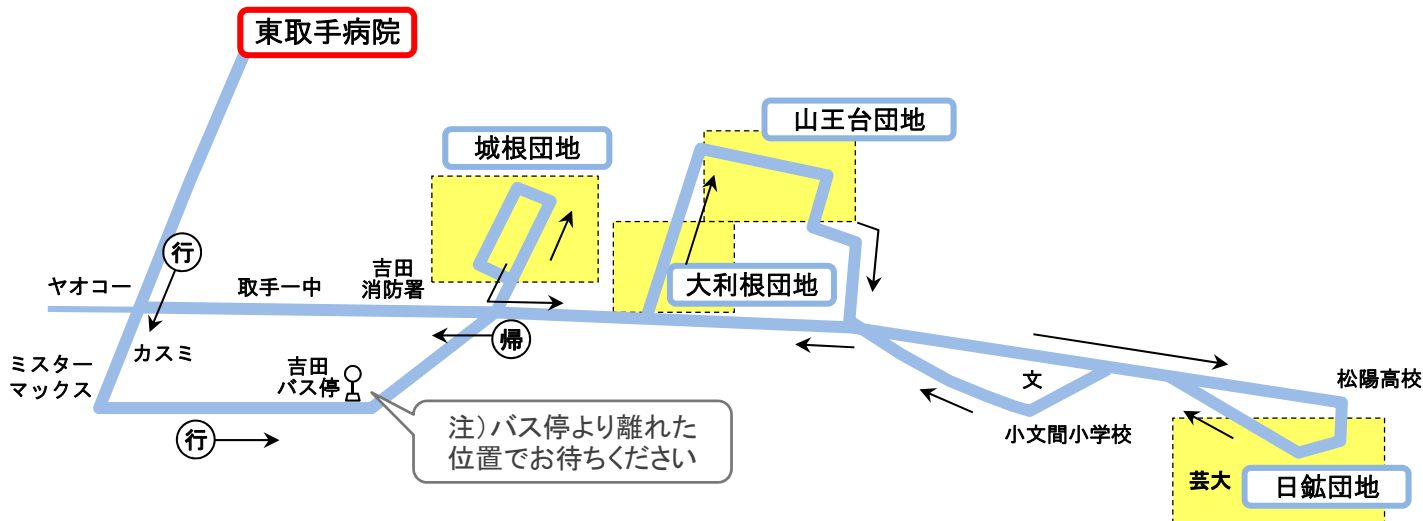 東取手病院
山王台団地
城根団地
行
大利根団地
吉田
消防署
ヤオコー
取手一中
帰
カスミ
ミスター
マックス
吉田
バス停
文
松陽高校
注）バス停より離れた
位置でお待ちください
小文間小学校
行
芸大
日鉱団地